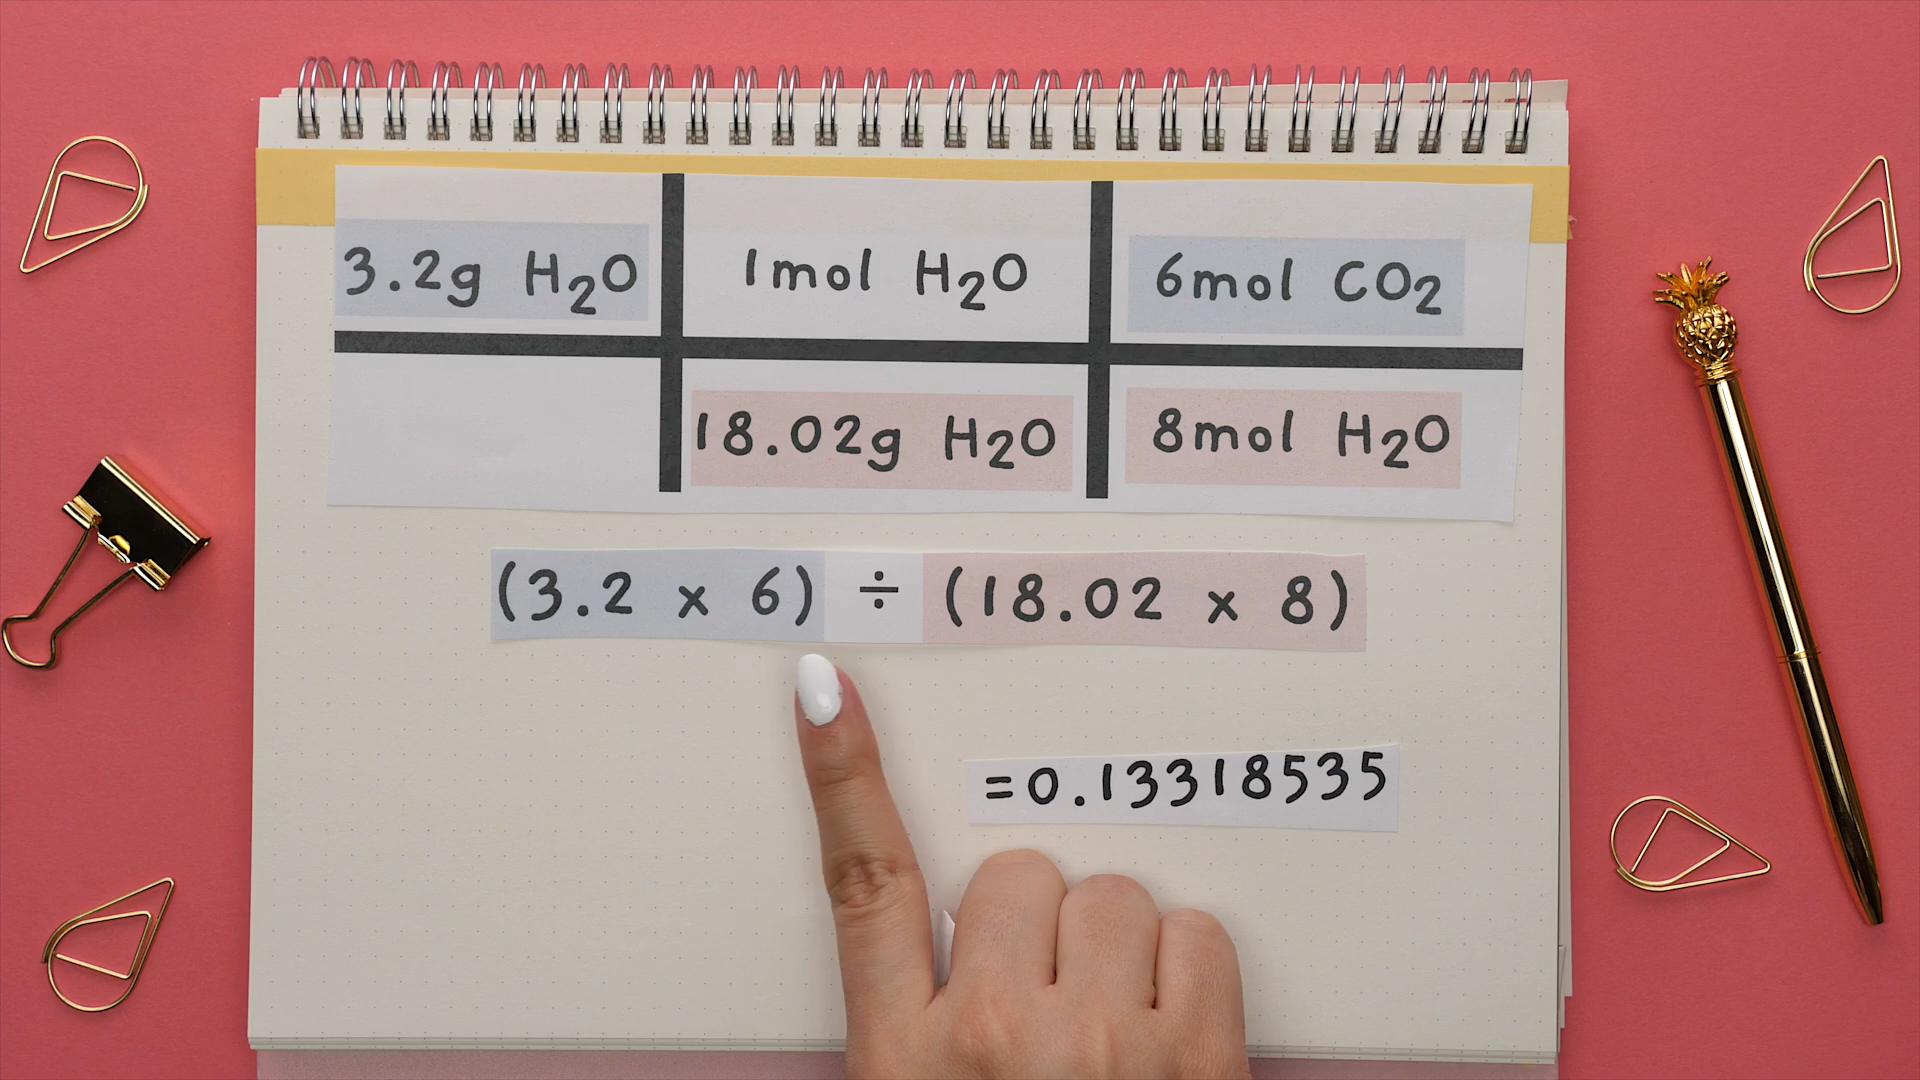 3.2g H2O 1mol H2O 6mol CO2
18.02g H2O 8mol H2O
(3.2 x 6) ÷ (18.02 x 8)
=0.13318535